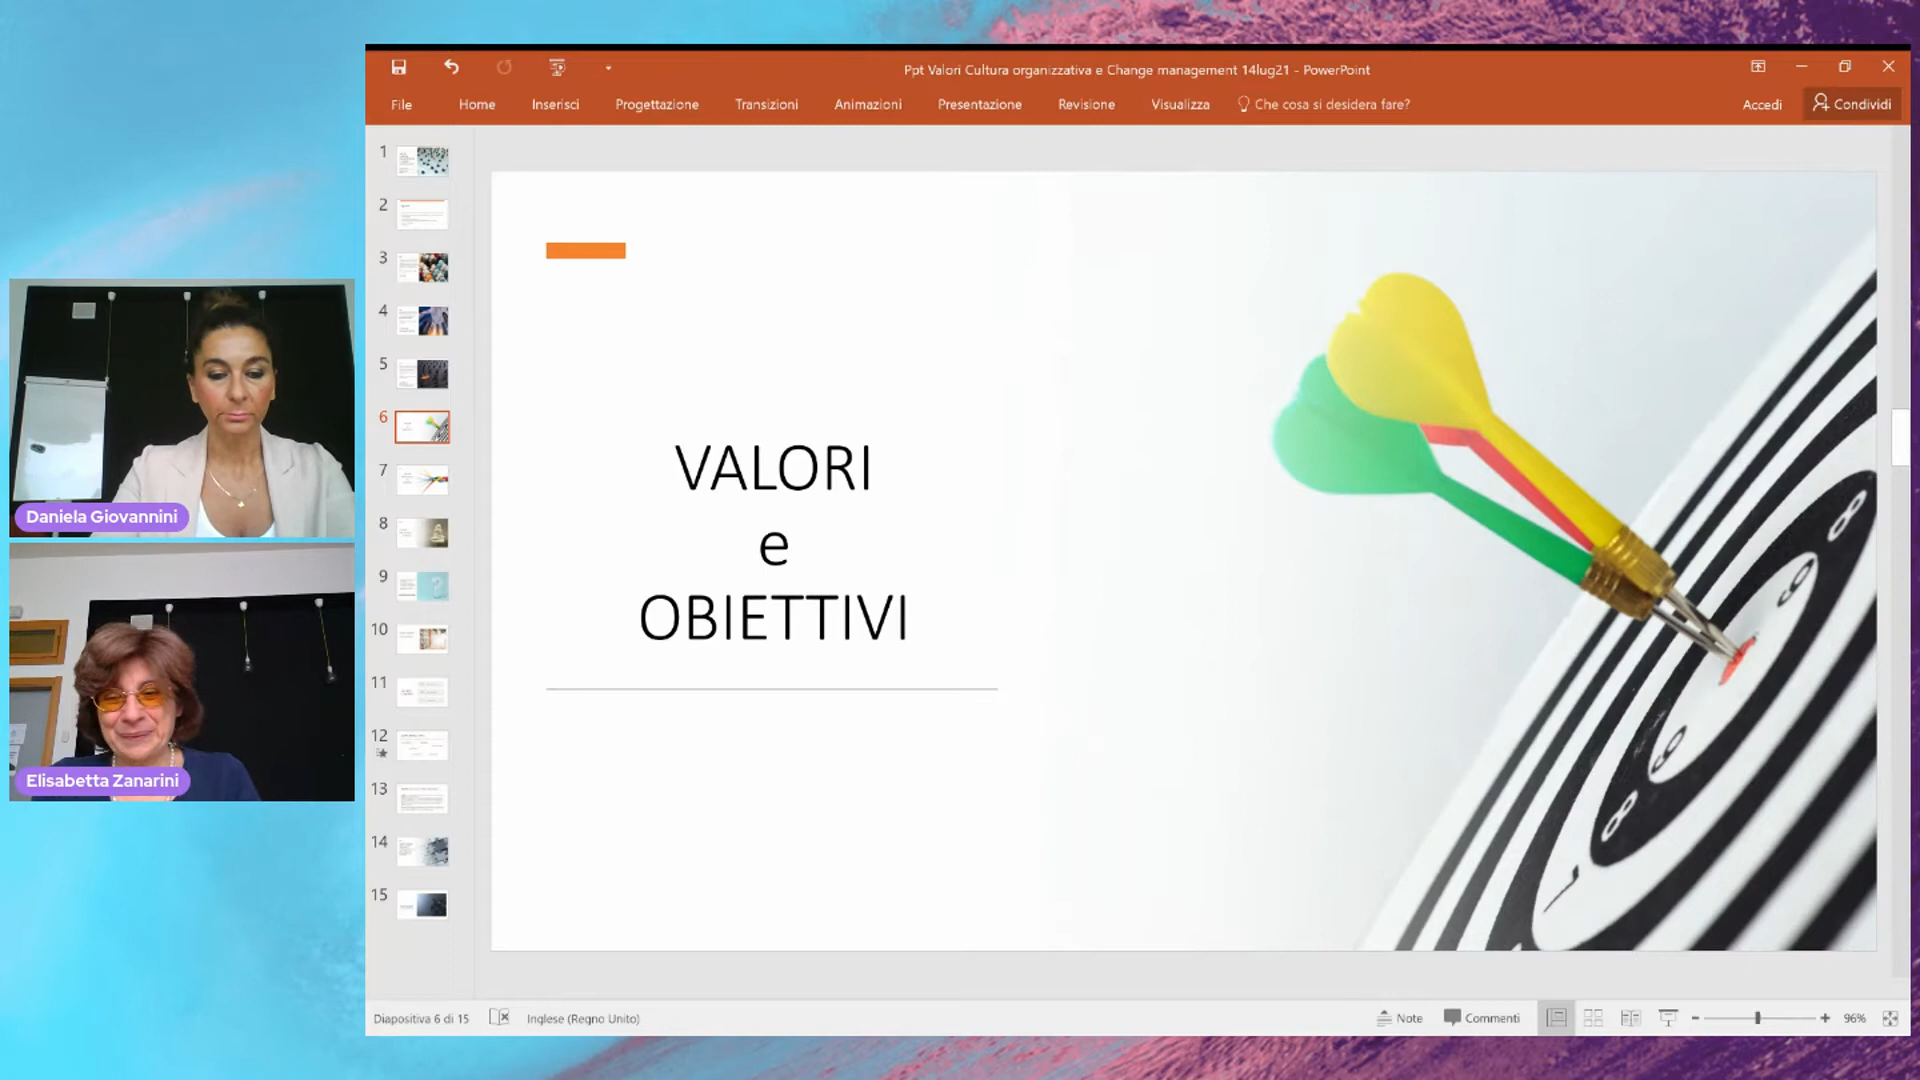 Ppt Valori Cultura organizzativa e Change management 14lug21 - PowerPoint
File Home Inserisci Progettazione Transizioni Animazioni Presentazione Revisione Visualizza Che cosa si desidera fare? Accedi Condividi
1
2
3
4
5
6
7
8
9
10
11
12
13
14
15
VALORI
e
OBIETTIVI
Daniela Giovannini
Elisabetta Zanarini
Diapositiva 6 di 15 Inglese (Regno Unito) Note Commenti 96%